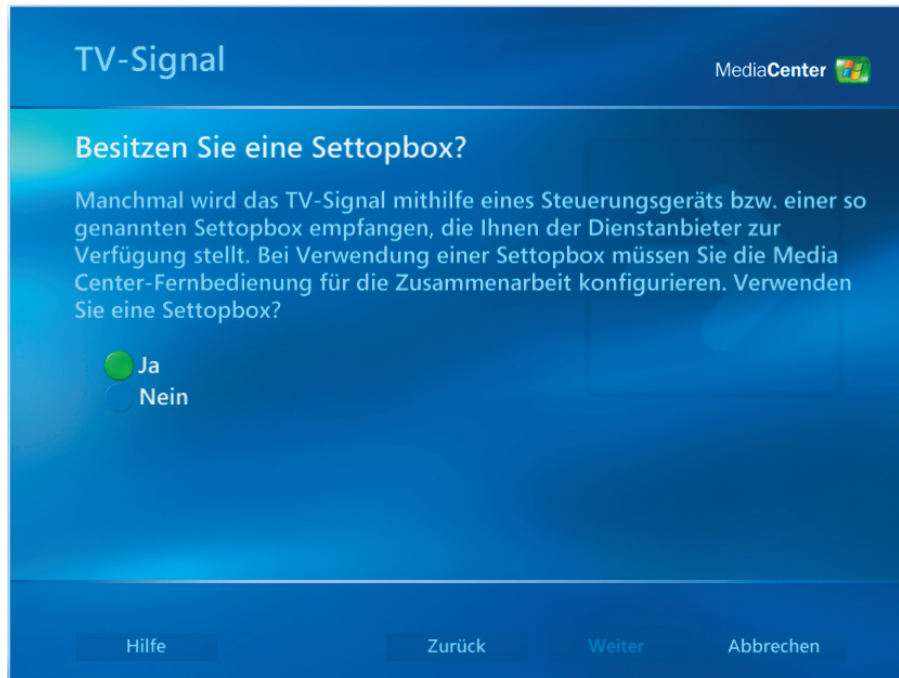 TV-Signal
MediaCenter
Besitzen Sie eine Settopbox?
Manchmal wird das TV-Signal mithilfe eines Steuerungsgeräts bzw. einer so
genannten Settopbox empfangen, die Ihnen der Dienstanbieter zur
Verfügung stellt. Bei Verwendung einer Settopbox müssen Sie die Media
Center-Fernbedienung für die Zusammenarbeit konfigurieren. Verwenden
Sie eine Settopbox?
Ja
Nein
Hilfe
Zurück
Weiter
Abbrechen